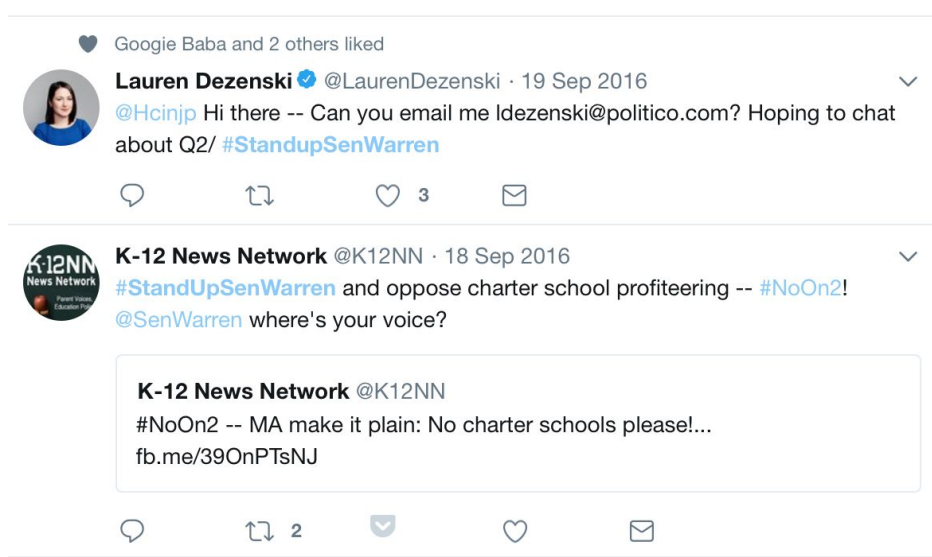 Googie Baba and 2 others liked
Lauren Dezenski @LaurenDezenski · 19 Sep 2016
@Hcinjp Hi there -- Can you email me ldezenski@politico.com? Hoping to chat
about Q2/ #StandupSenWarren
3
K-12NN
News Network
Parent Voices,
K-12 News Network @K12NN · 18 Sep 2016
#StandUpSenWarren and oppose charter school profiteering -- #NoOn2!
@SenWarren where's your voice?
K-12 News Network @K12NN
#NoOn2 -- MA make it plain: No charter schools please!...
fb.me/39OnPTsNJ
2